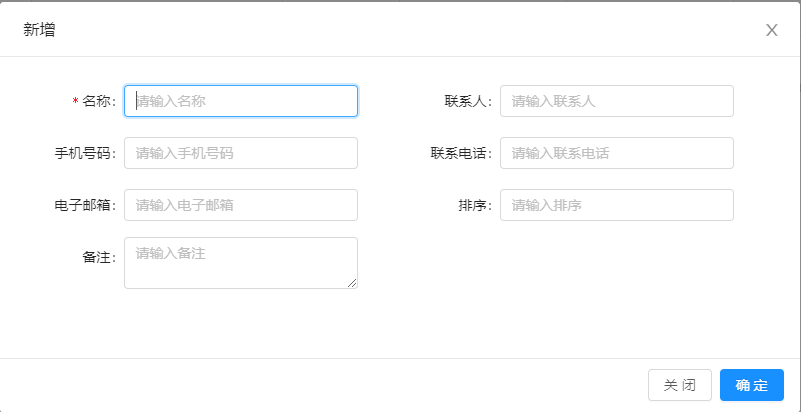 新增
* 名称: 请输入名称 联系人: 请输入联系人
手机号码: 请输入手机号码 联系电话: 请输入联系电话
电子邮箱: 请输入电子邮箱 排序: 请输入排序
备注: 请输入备注
关 闭 确 定